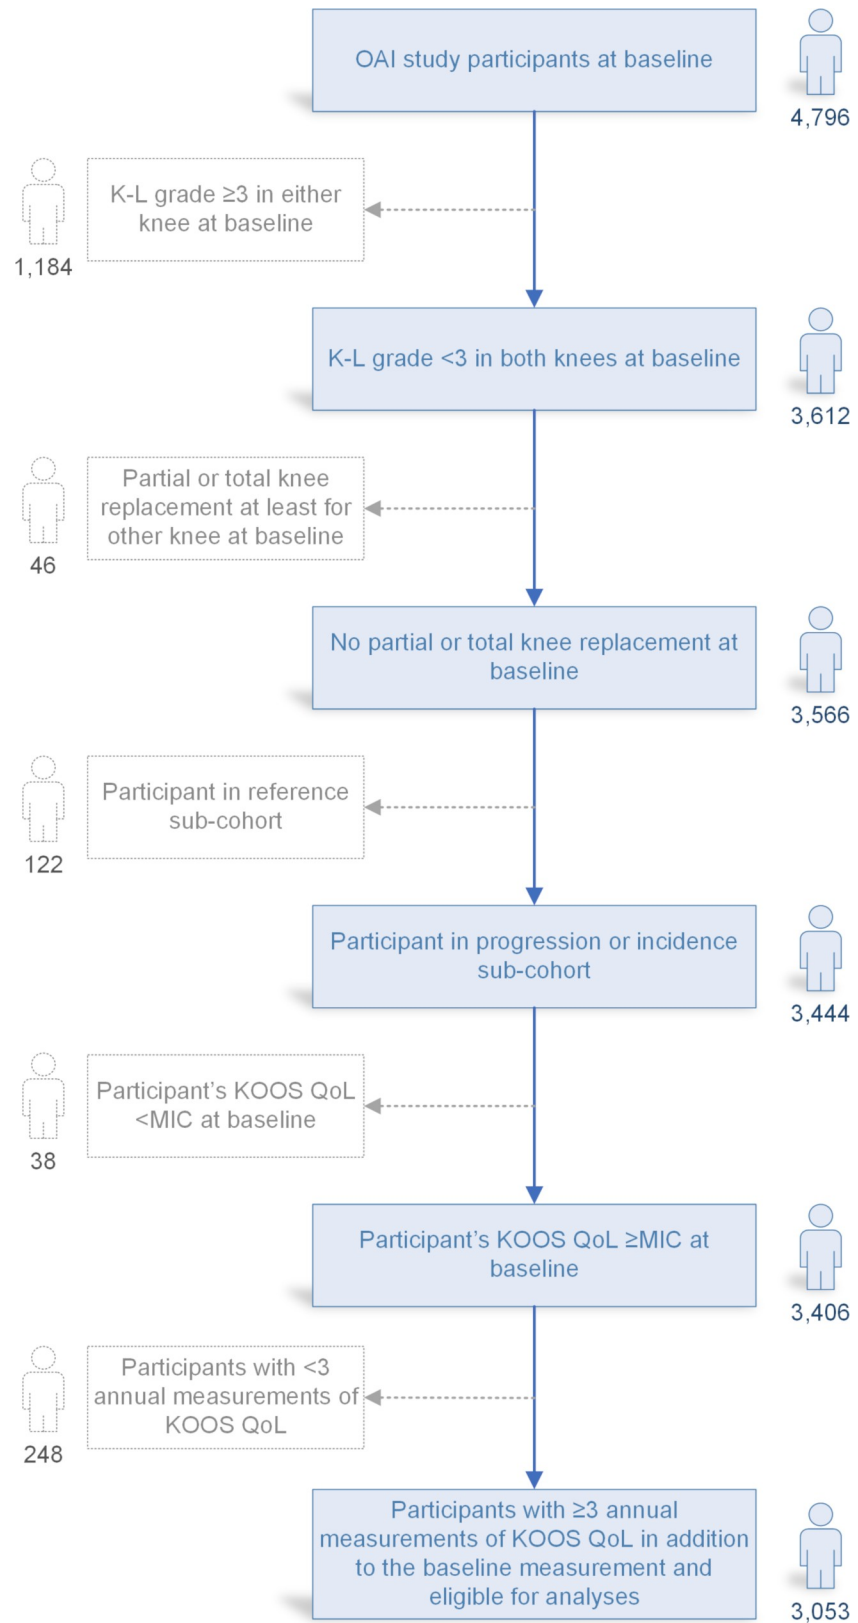 OAI study participants at baseline
4,796
K-L grade ≥3 in either
knee at baseline
1,184
K-L grade <3 in both knees at baseline
3,612
Partial or total knee
replacement at least for
other knee at baseline
46
No partial or total knee replacement at
baseline
3,566
Participant in reference
sub-cohort
122
Participant in progression or incidence
sub-cohort
3,444
Participant’s KOOS QoL
<MIC at baseline
38
Participant’s KOOS QoL ≥MIC at
baseline
3,406
Participants with <3
annual measurements of
KOOS QoL
248
Participants with ≥3 annual
measurements of KOOS QoL in addition
to the baseline measurement and
eligible for analyses
3,053